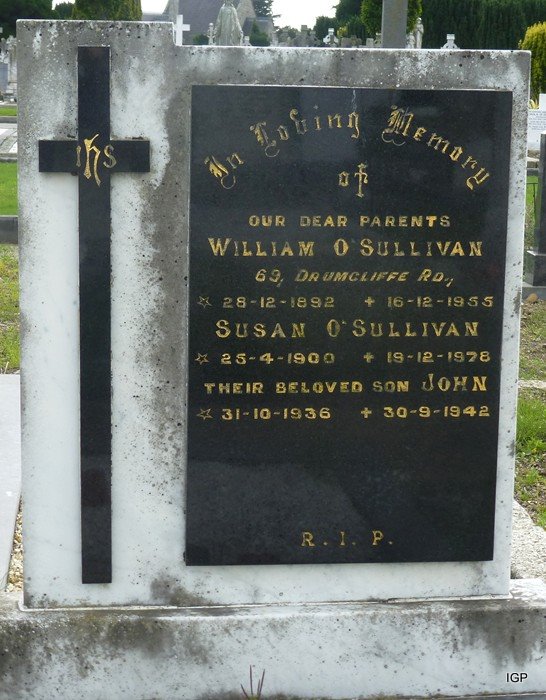 IHS
In Loving Memory
of
OUR DEAR PARENTS
WILLIAM O'SULLIVAN
69, DRUMCLIFFE RD.,
☆ 28-12-1892 + 16-12-1955
SUSAN O'SULLIVAN
☆ 25-4-1900 + 19-12-1978
THEIR BELOVED SON JOHN
☆ 31-10-1936 + 30-9-1942
R. I. P.
IGP